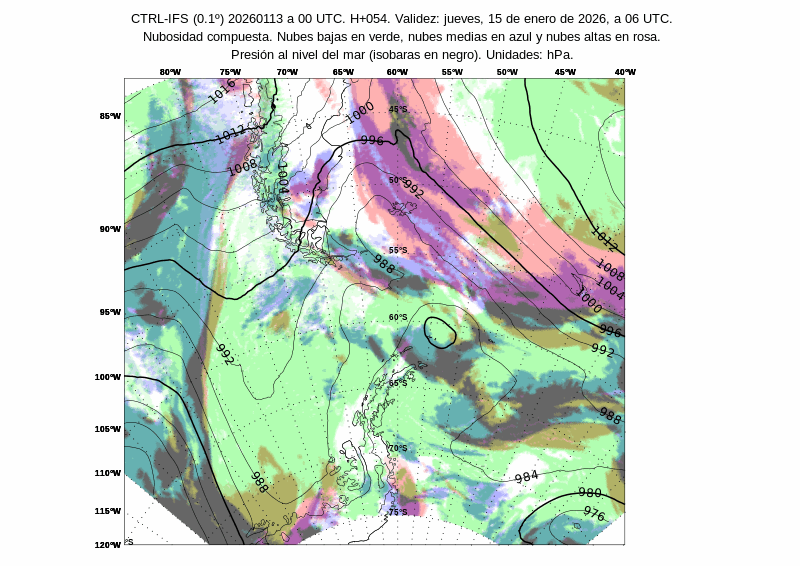 CTRL-IFS (0.1º) 20260113 a 00 UTC. H+054. Validez: jueves, 15 de enero de 2026, a 06 UTC.
Nubosidad compuesta. Nubes bajas en verde, nubes medias en azul y nubes altas en rosa.
Presión al nivel del mar (isobaras en negro). Unidades: hPa.
80ºW 75ºW 70ºW 65ºW 60ºW 55ºW 50ºW 45ºW 40ºW
1016
1000
45ºS
85ºW
1012
996
1008
1004
50ºS
992
90ºW
1012
55ºS
988
1008
1004
1000
95ºW
60ºS
996
992
992
100ºW
65ºS
988
105ºW
70ºS
110ºW
988
984
980
115ºW
75ºS
976
120ºW
ºS